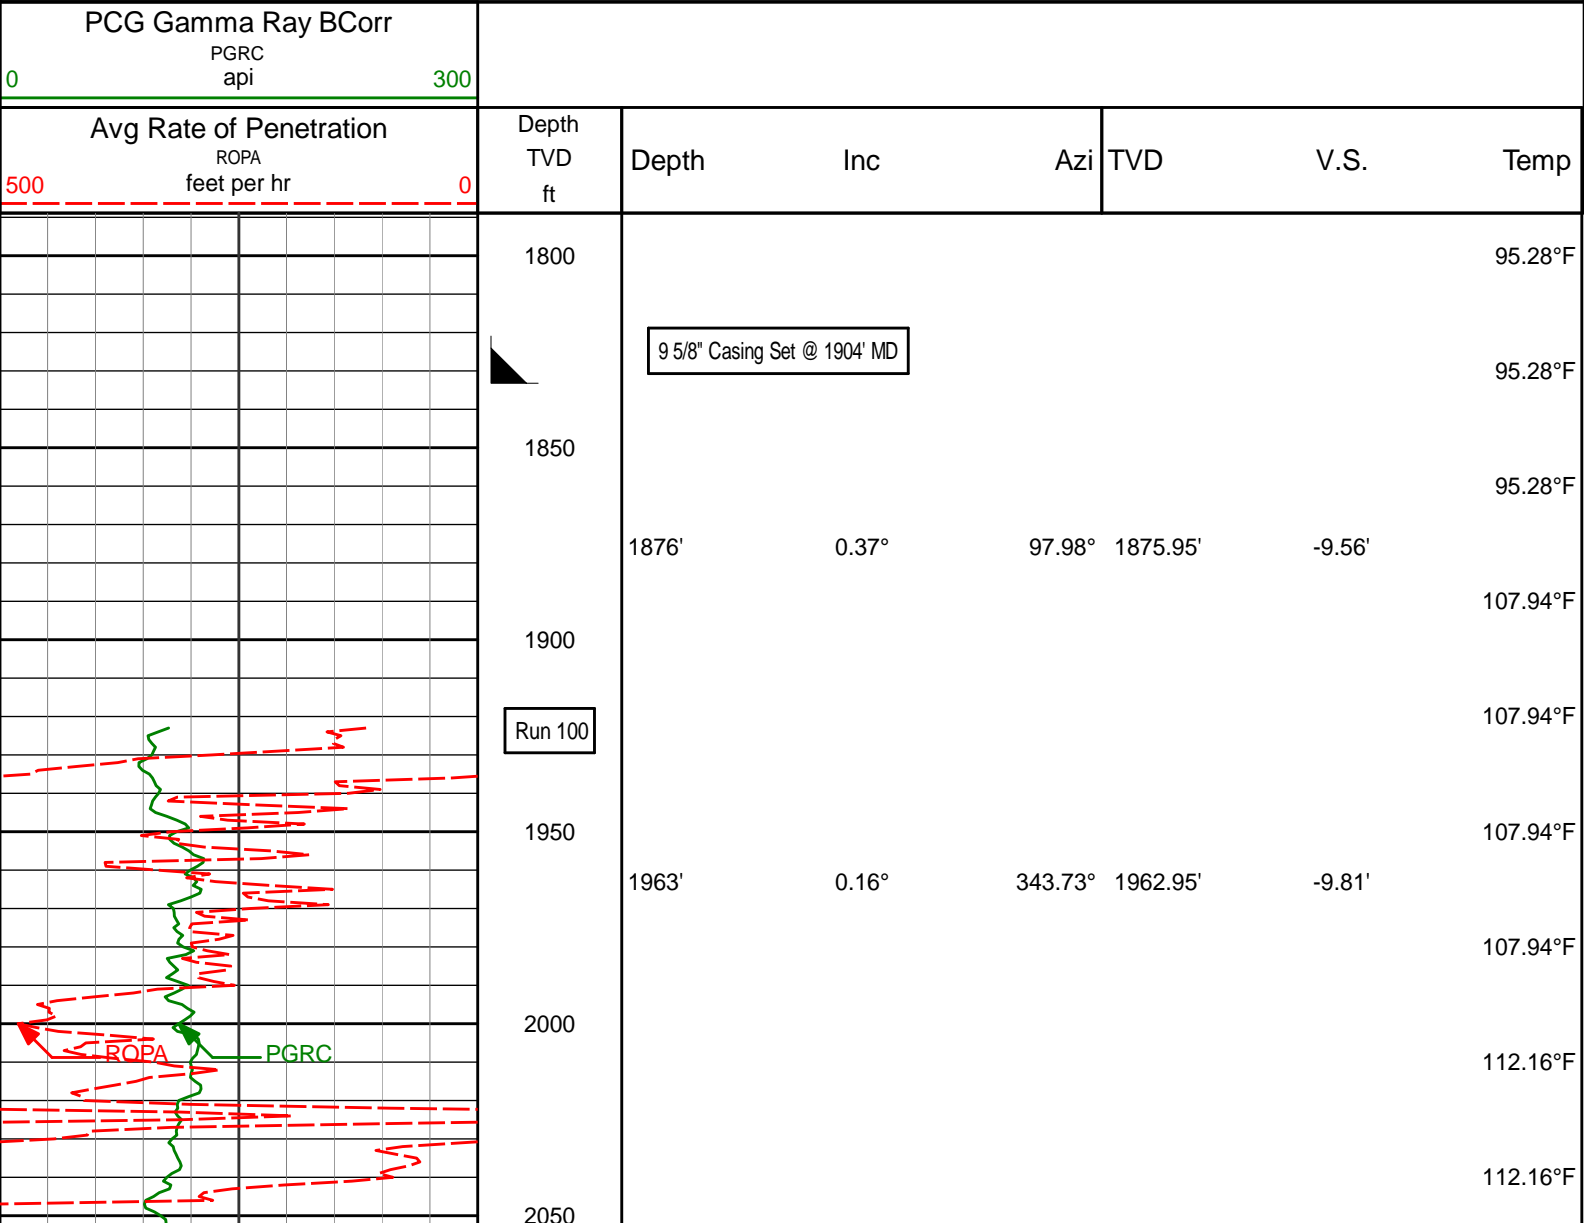 PCG Gamma Ray BCorr
PGRC
0 api 300
Avg Rate of Penetration
ROPA
500 feet per hr 0
Depth
TVD
ft
Depth Inc Azi TVD V.S. Temp
1800 95.28°F
9 5/8" Casing Set @ 1904' MD
95.28°F
1850
95.28°F
1876' 0.37° 97.98° 1875.95' -9.56'
107.94°F
1900
107.94°F
Run 100
1950 107.94°F
1963' 0.16° 343.73° 1962.95' -9.81'
107.94°F
2000
ROPA PGRC
112.16°F
112.16°F
2050